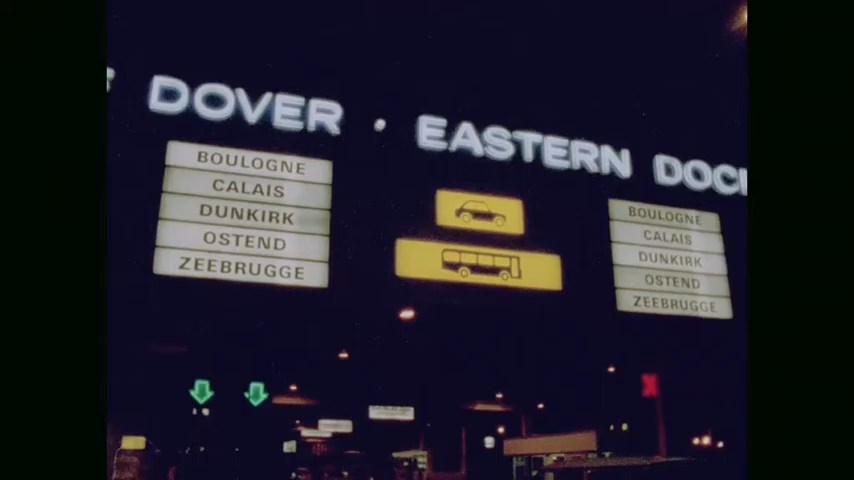 DOVER · EASTERN DOC
BOULOGNE
CALAIS
DUNKIRK
OSTEND
ZEEBRUGGE
BOULOGNE
CALAIS
DUNKIRK
OSTEND
ZEEBRUGGE